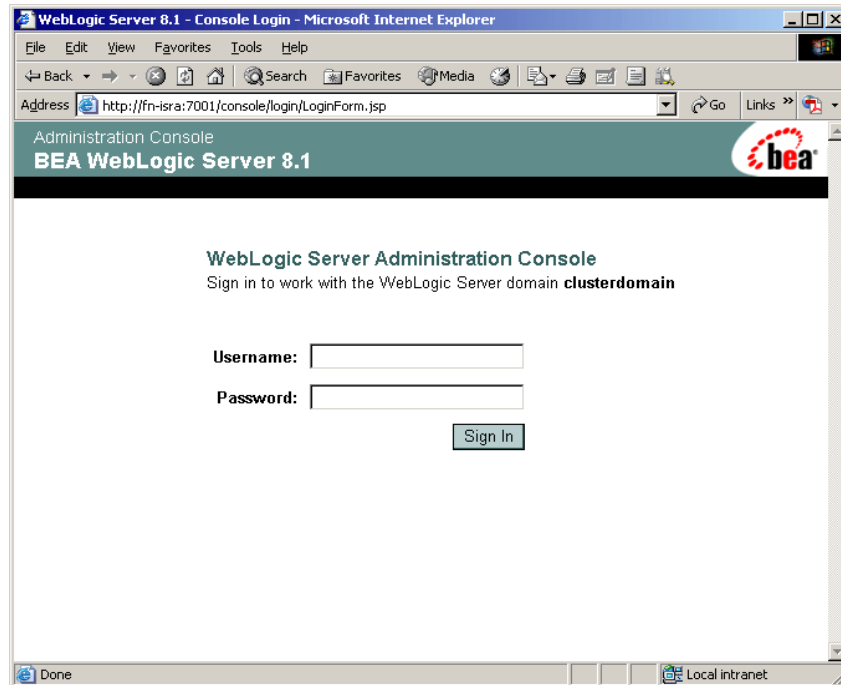 WebLogic Server 8.1 - Console Login - Microsoft Internet Explorer
File Edit View Favorites Tools Help
Back Search Favorites Media
Address http://fn-isra:7001/console/login/LoginForm.jsp Go Links »
Administration Console
BEA WebLogic Server 8.1
bea
WebLogic Server Administration Console
Sign in to work with the WebLogic Server domain clusterdomain
Username:
Password:
Sign In
Done Local intranet